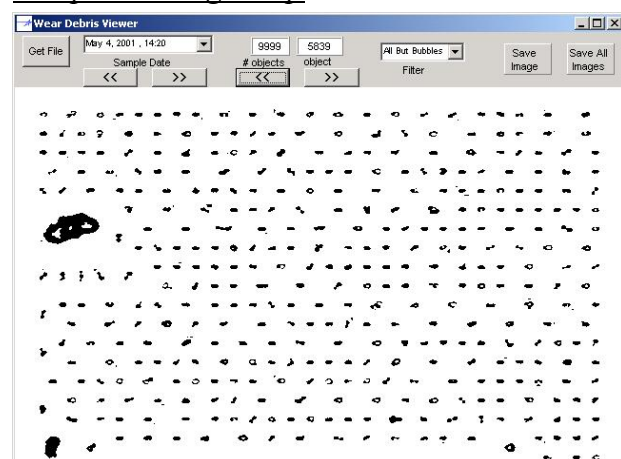 Wear Debris Viewer
Get File
May 4, 2001 , 14:20
9999
5839
All But Bubbles
Save
Image
Save All
Images
Sample Date
# objects
object
Filter
<<
>>
<<
>>